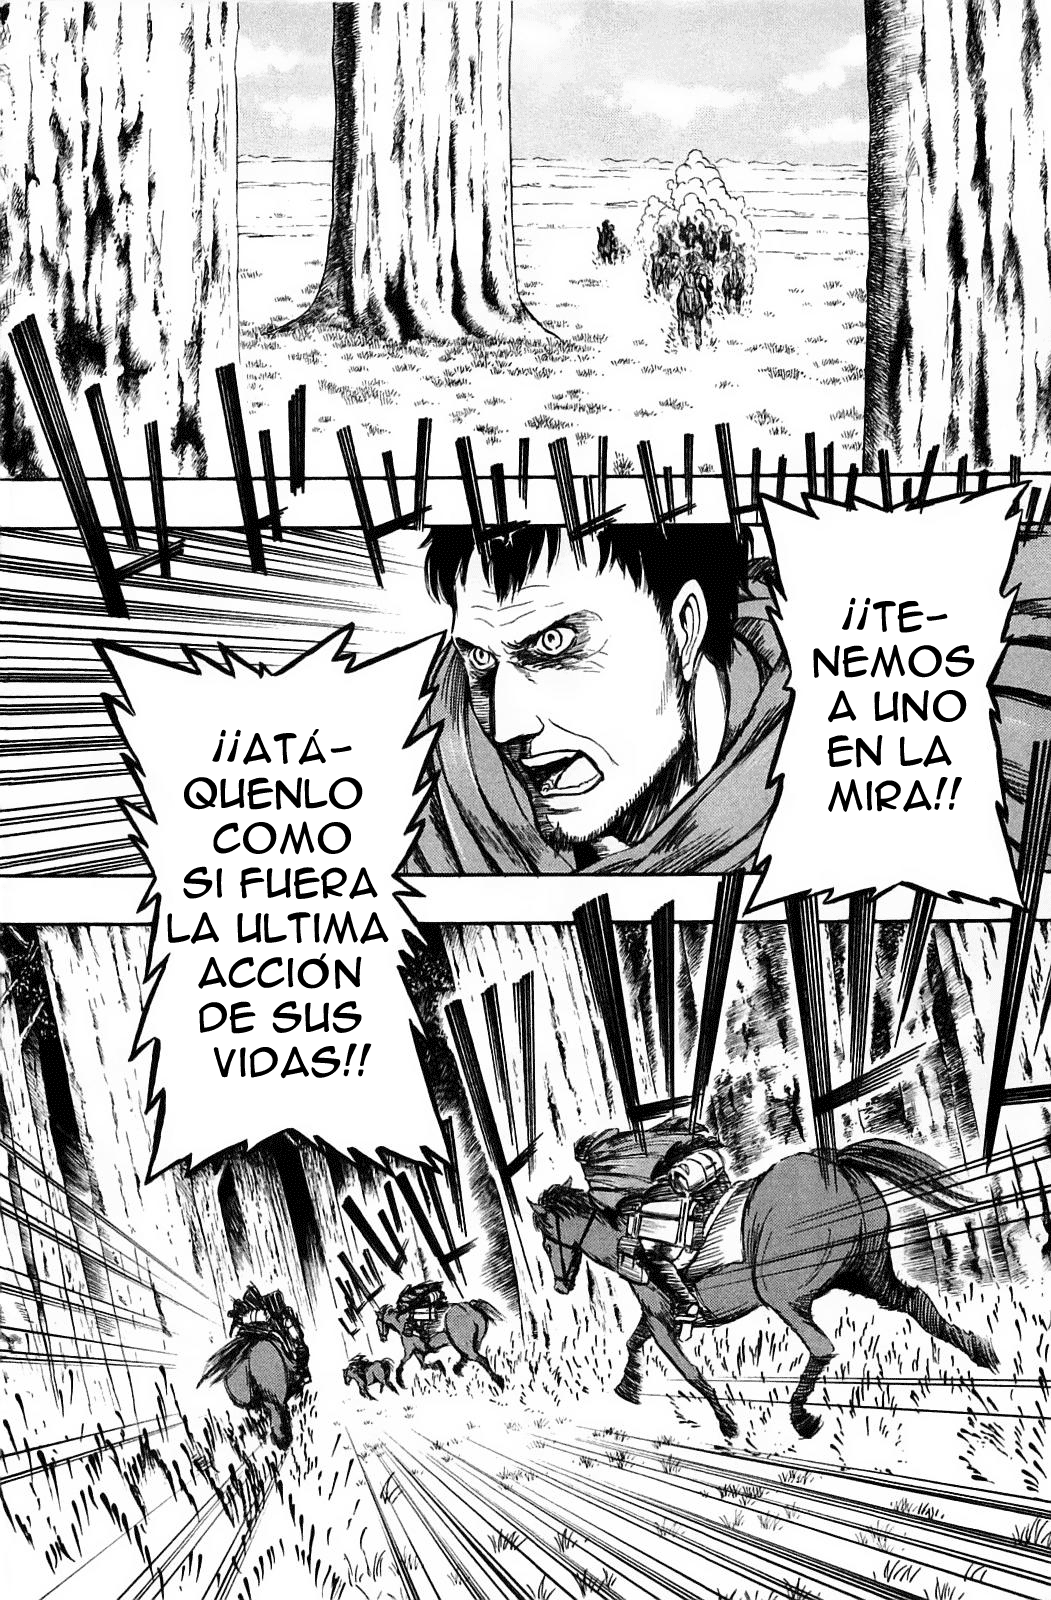 ¡¡TE-
NEMOS
A UNO
EN LA
MIRA!!
¡¡ATÁ-
QUENLO
COMO
SI FUERA
LA ULTIMA
ACCIÓN
DE SUS
VIDAS!!